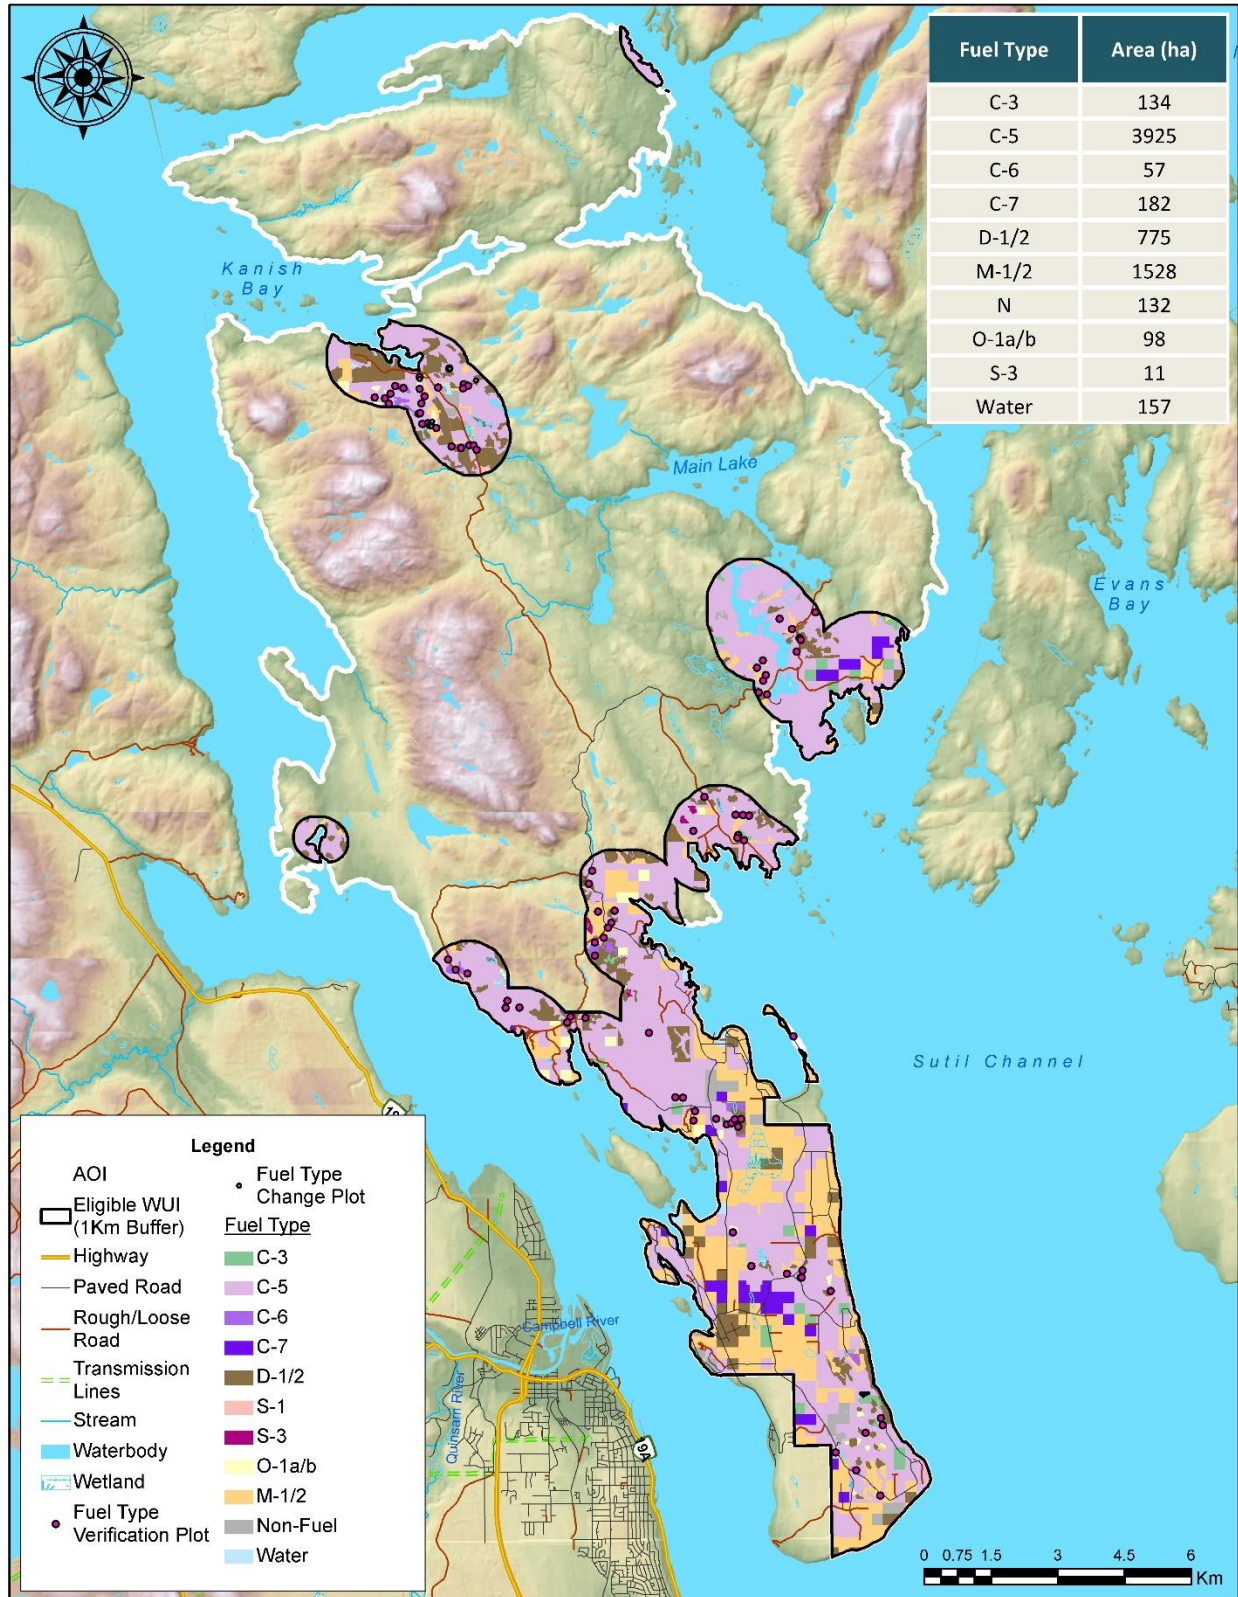 Fuel Type Area (ha)
C-3 134
C-5 3925
C-6 57
C-7 182
D-1/2 775
M-1/2 1528
N 132
O-1a/b 98
S-3 11
Water 157
Kanish
Bay
Main Lake
Evans
Bay
Sutil Channel
Campbell River
Quinsam River
19A
Legend
AOI
Eligible WUI
(1Km Buffer)
Highway
Paved Road
Rough/Loose
Road
Transmission
Lines
Stream
Waterbody
Wetland
Fuel Type
Verification Plot
Fuel Type
Change Plot
Fuel Type
C-3
C-5
C-6
C-7
D-1/2
S-1
S-3
O-1a/b
M-1/2
Non-Fuel
Water
0 0.75 1.5 3 4.5 6
Km